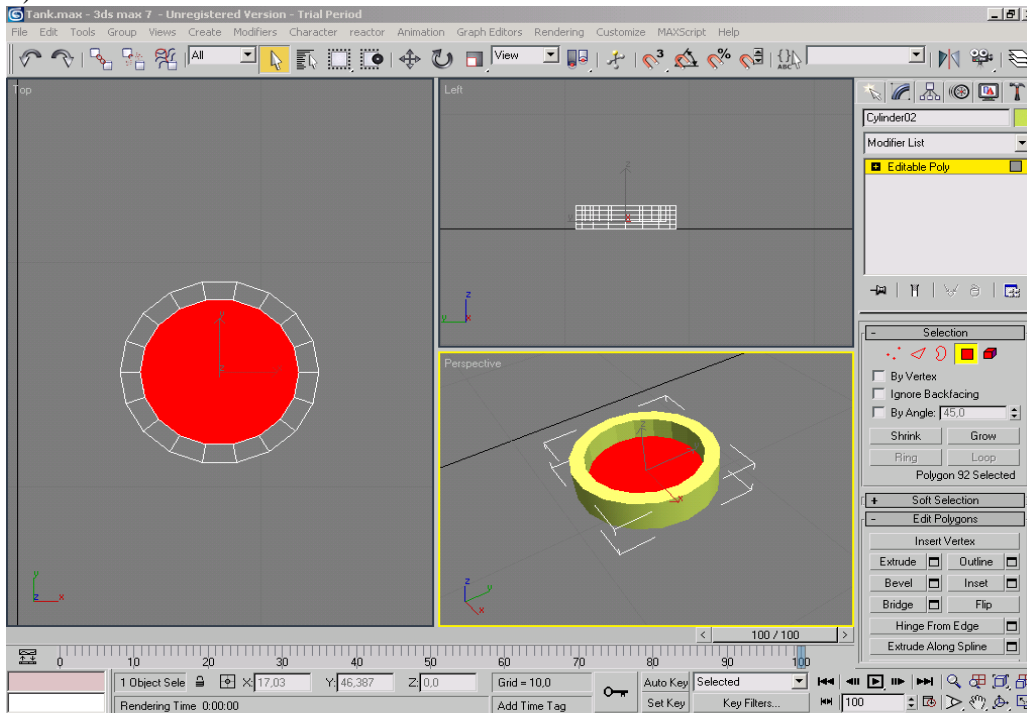 Tank.max - 3ds max 7 - Unregistered Version - Trial Period
File Edit Tools Group Views Create Modifiers Character reactor Animation Graph Editors Rendering Customize MAXScript Help
All View
Top
Left
Perspective
y
x
z
y
x
z
y
x
z
x
z
y
x
z
y
x
Cylinder02
Modifier List
Editable Poly
- Selection
By Vertex
Ignore Backfacing
By Angle: 45,0
Shrink Grow
Ring Loop
Polygon 92 Selected
+ Soft Selection
- Edit Polygons
Insert Vertex
Extrude Outline
Bevel Inset
Bridge Flip
Hinge From Edge
Extrude Along Spline
< 100 / 100 >
0 10 20 30 40 50 60 70 80 90 100
1 Object Sele X: 17,03 Y: 46,387 Z: 0,0 Grid = 10,0 Auto Key Selected
Rendering Time 0:00:00 Add Time Tag Set Key Key Filters... 100